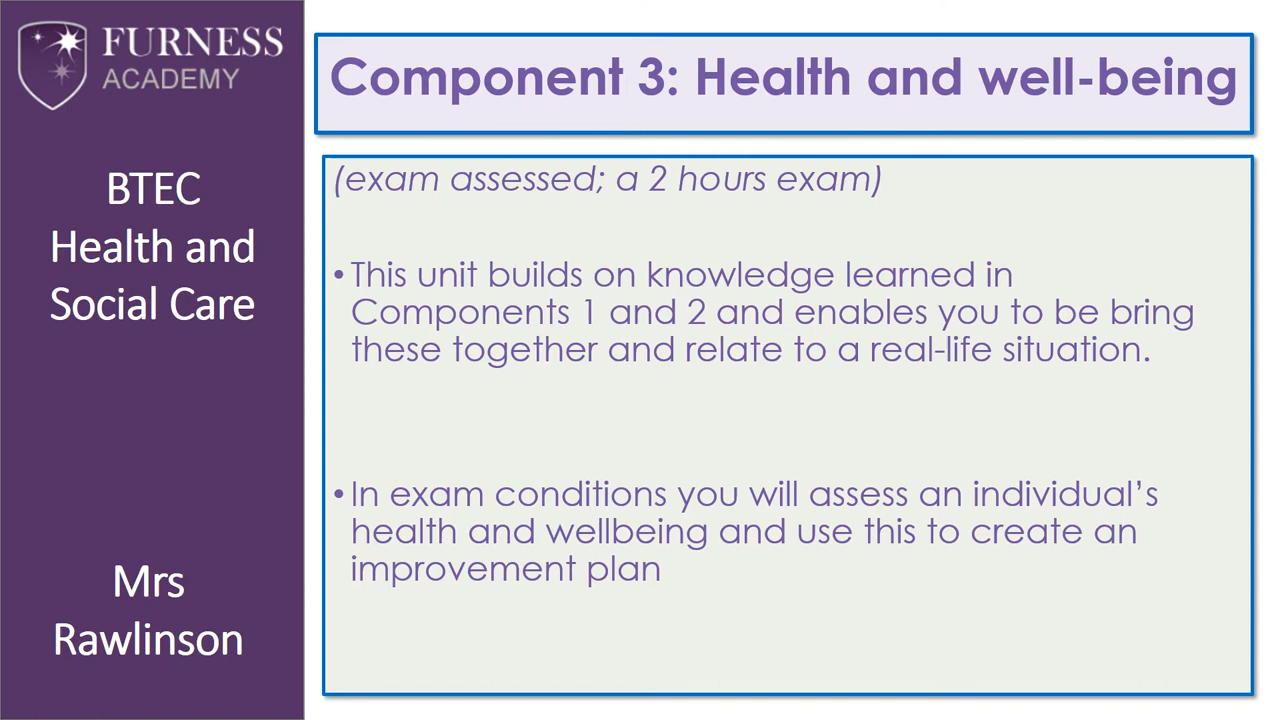 FURNESS
ACADEMY
BTEC
Health and
Social Care
Mrs
Rawlinson
Component 3: Health and well-being
(exam assessed; a 2 hours exam)
• This unit builds on knowledge learned in
Components 1 and 2 and enables you to be bring
these together and relate to a real-life situation.
• In exam conditions you will assess an individual’s
health and wellbeing and use this to create an
improvement plan